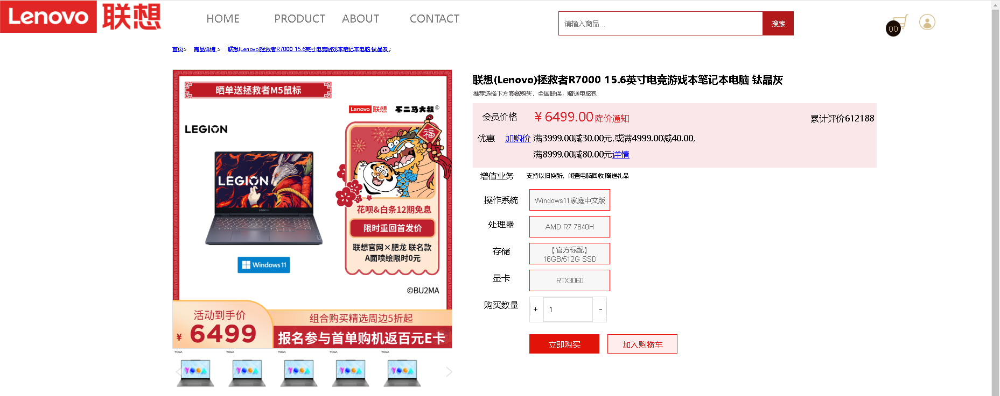 Lenovo 联想
HOME PRODUCT ABOUT CONTACT
请输入商品... 搜索
00
首页> 商品详情 > 联想(Lenovo)拯救者R7000 15.6英寸电竞游戏本笔记本电脑 钛晶灰 ;
晒单送拯救者M5鼠标
Lenovo 联想 不二马大叔®
LEGION
福
LEGION
LEGION
花呗&白条12期免息
限时重回首发价
联想官网×肥龙 联名款
A面喷绘限时0元
Windows 11
©BU2MA
活动到手价
¥ 6499
组合购买精选周边5折起
报名参与首单购机返百元E卡
YOGA YOGA YOGA YOGA YOGA
YOGA YOGA YOGA YOGA YOGA
联想(Lenovo)拯救者R7000 15.6英寸电竞游戏本笔记本电脑 钛晶灰
推荐选择下方套餐购买，全国联保，赠送电脑包
会员价格 ￥6499.00 降价通知 累计评价612188
优惠 加购价 满3999.00减30.00元,或满4999.00减40.00,
满8999.00减80.00元详情
增值业务 支持以旧换新，闲置电脑回收 赠送礼品
操作系统 Windows11家庭中文版
处理器 AMD R7 7840H
存储 【官方标配】
16GB/512G SSD
显卡 RTX3060
购买数量 + 1 -
立即购买 加入购物车